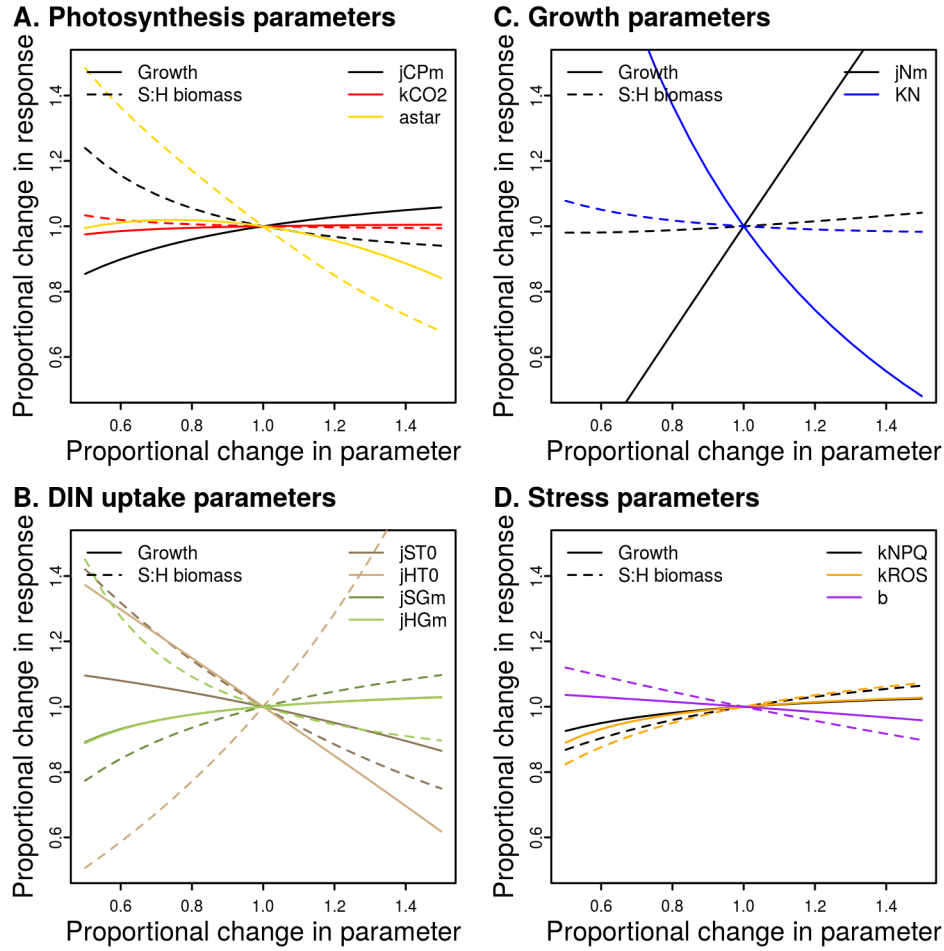 A. Photosynthesis parameters
Proportional change in response
1.4
1.2
1.0
0.8
0.6
Growth
S:H biomass
jCPm
kCO2
astar
0.6 0.8 1.0 1.2 1.4
Proportional change in parameter
C. Growth parameters
Proportional change in response
1.4
1.2
1.0
0.8
0.6
Growth
S:H biomass
jNm
KN
0.6 0.8 1.0 1.2 1.4
Proportional change in parameter
B. DIN uptake parameters
Proportional change in response
1.4
1.2
1.0
0.8
0.6
Growth
S:H biomass
jST0
jHT0
jSGm
jHGm
0.6 0.8 1.0 1.2 1.4
Proportional change in parameter
D. Stress parameters
Proportional change in response
1.4
1.2
1.0
0.8
0.6
Growth
S:H biomass
kNPQ
kROS
b
0.6 0.8 1.0 1.2 1.4
Proportional change in parameter